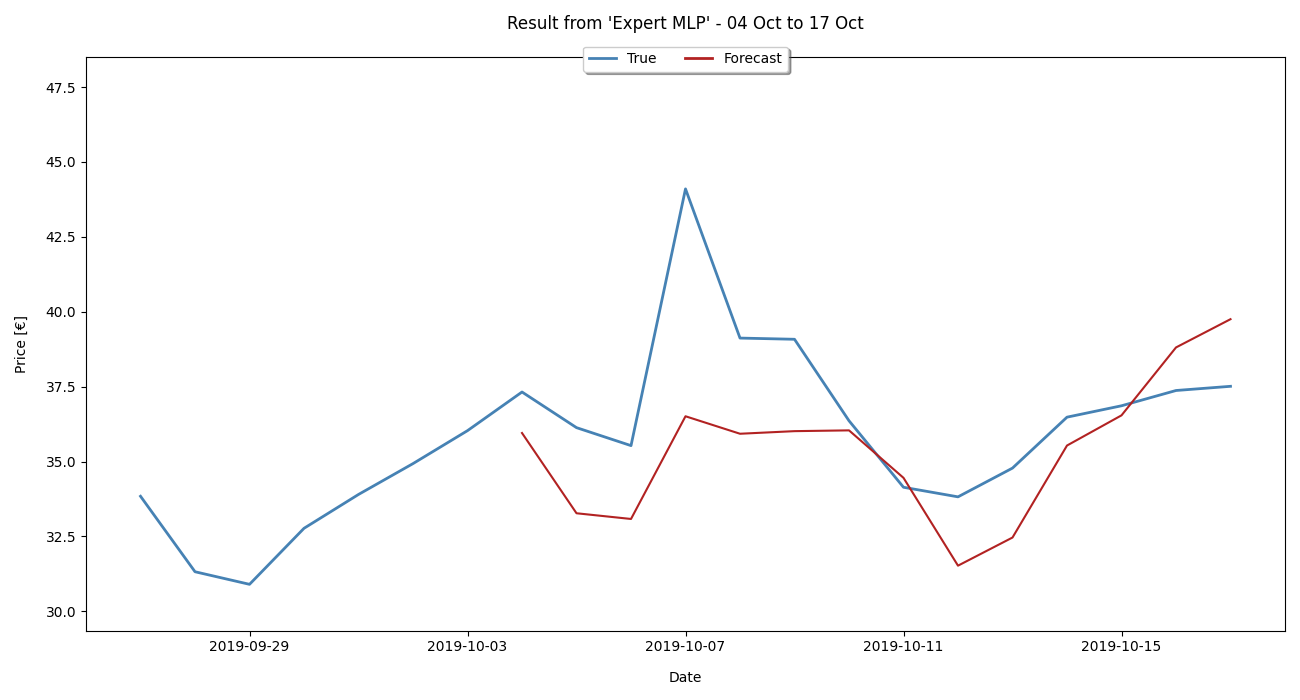 Result from 'Expert MLP' - 04 Oct to 17 Oct
True Forecast
47.5
45.0
42.5
40.0
37.5
35.0
32.5
30.0
Price [€]
2019-09-29 2019-10-03 2019-10-07 2019-10-11 2019-10-15
Date